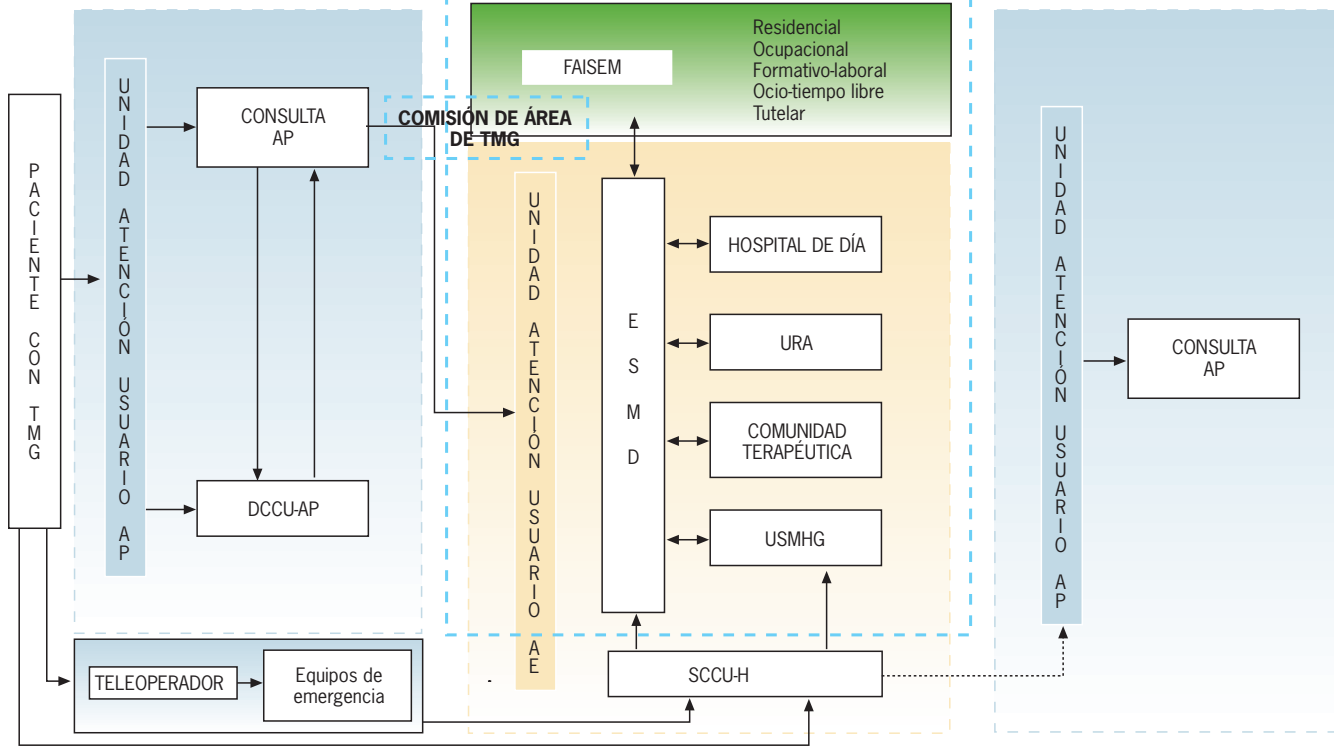 PACIENTE CON TMG
UNIDAD ATENCIÓN USUARIO AP
CONSULTA
AP
DCCU-AP
TELEOPERADOR
Equipos de
emergencia
COMISIÓN DE ÁREA
DE TMG
FAISEM
Residencial
Ocupacional
Formativo-laboral
Ocio-tiempo libre
Tutelar
UNIDAD ATENCIÓN USUARIO AE
ESMD
HOSPITAL DE DÍA
URA
COMUNIDAD
TERAPÉUTICA
USMHG
SCCU-H
UNIDAD ATENCIÓN USUARIO AP
CONSULTA
AP